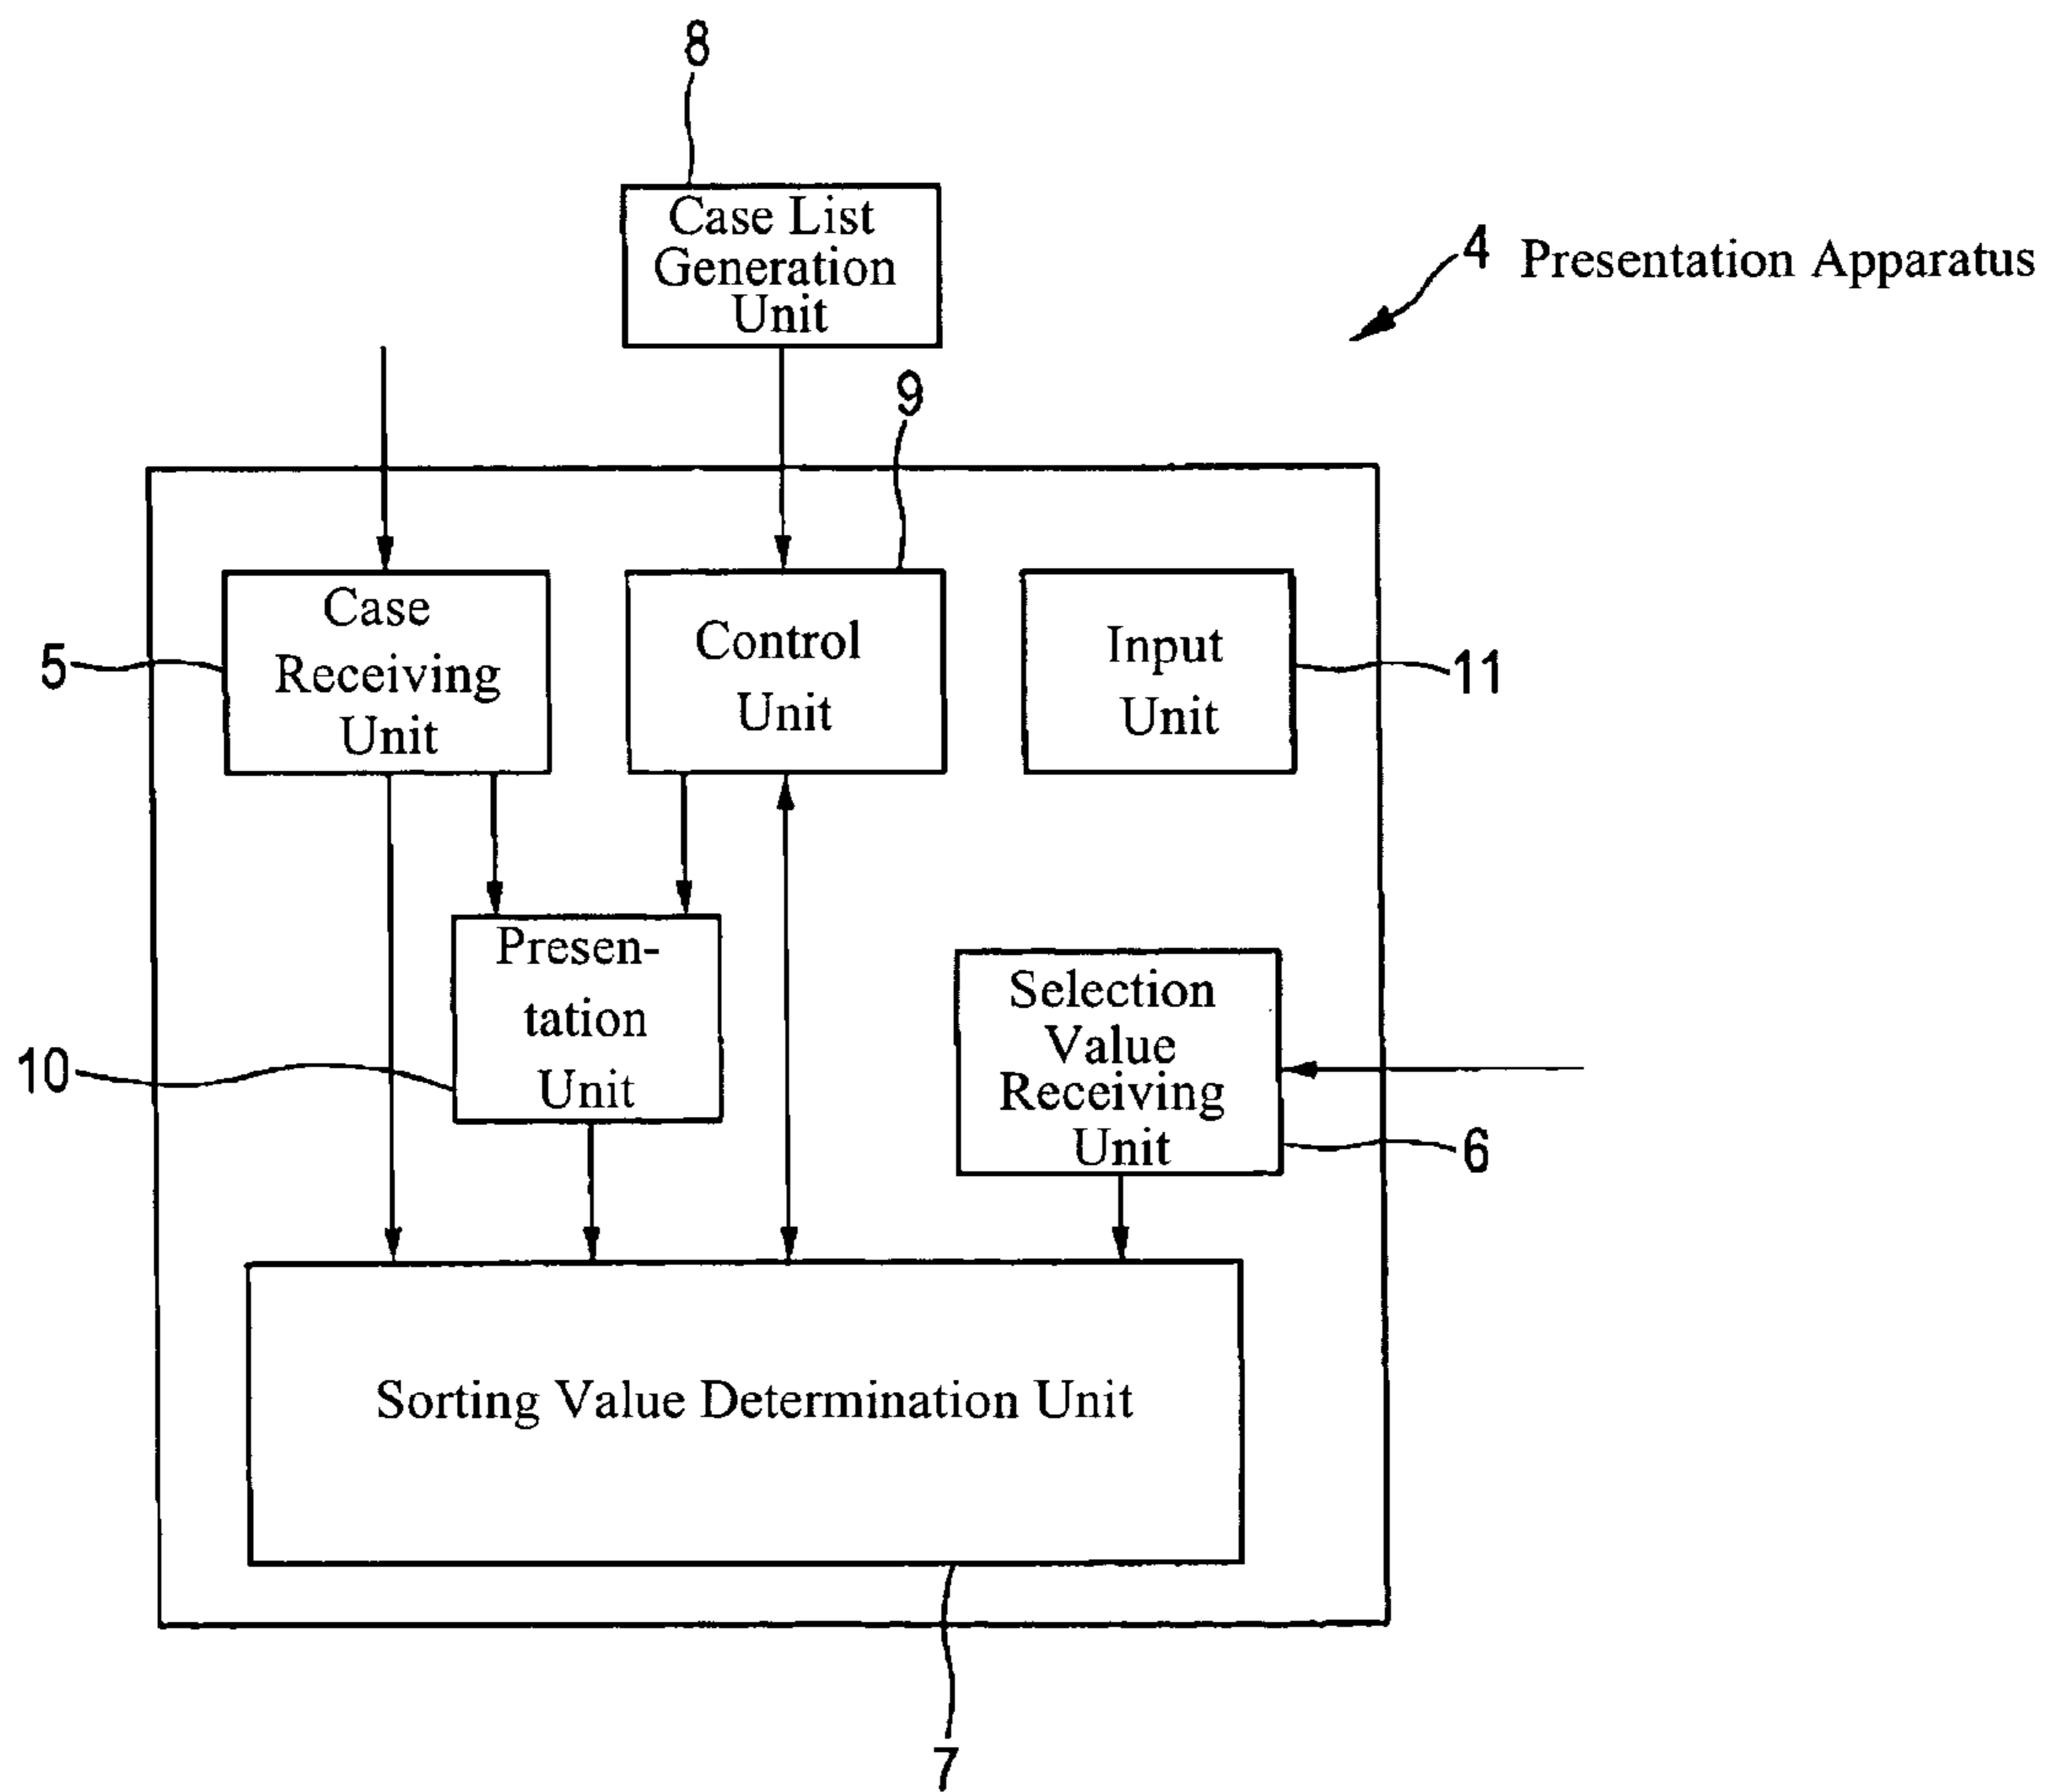 8
Case List
Generation
Unit
4 Presentation Apparatus
9
Case
Receiving
Unit
5
Control
Unit
Input
Unit
11
Presen-
tation
Unit
10
Selection
Value
Receiving
Unit
6
Sorting Value Determination Unit
7